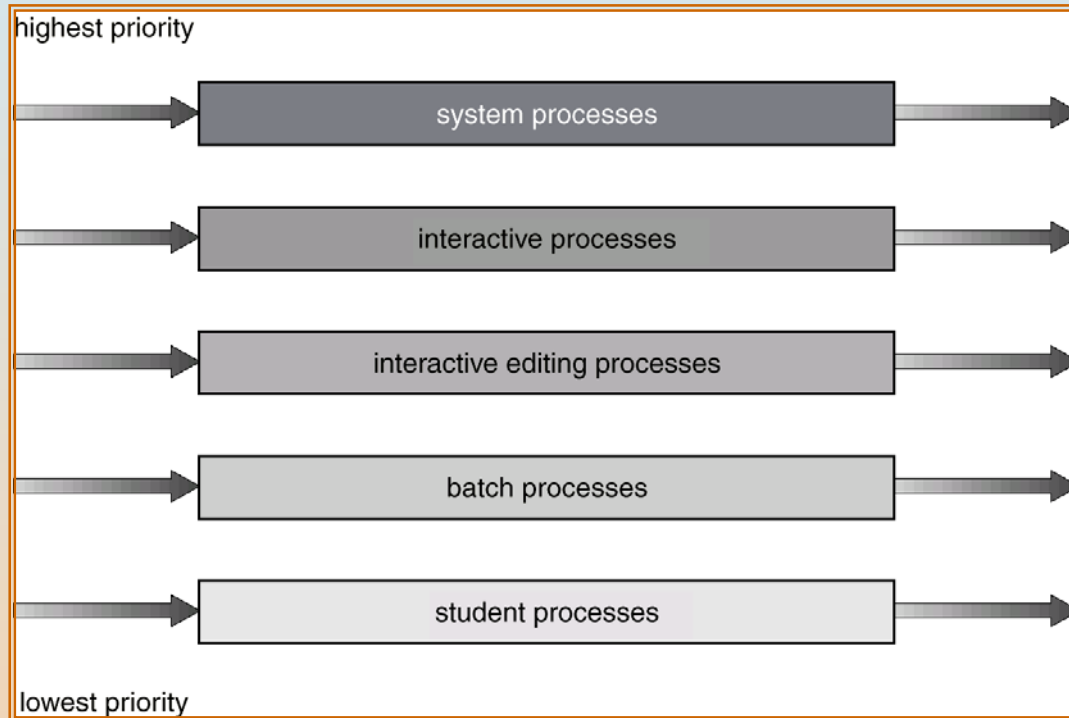 highest priority
system processes
interactive processes
interactive editing processes
batch processes
student processes
lowest priority